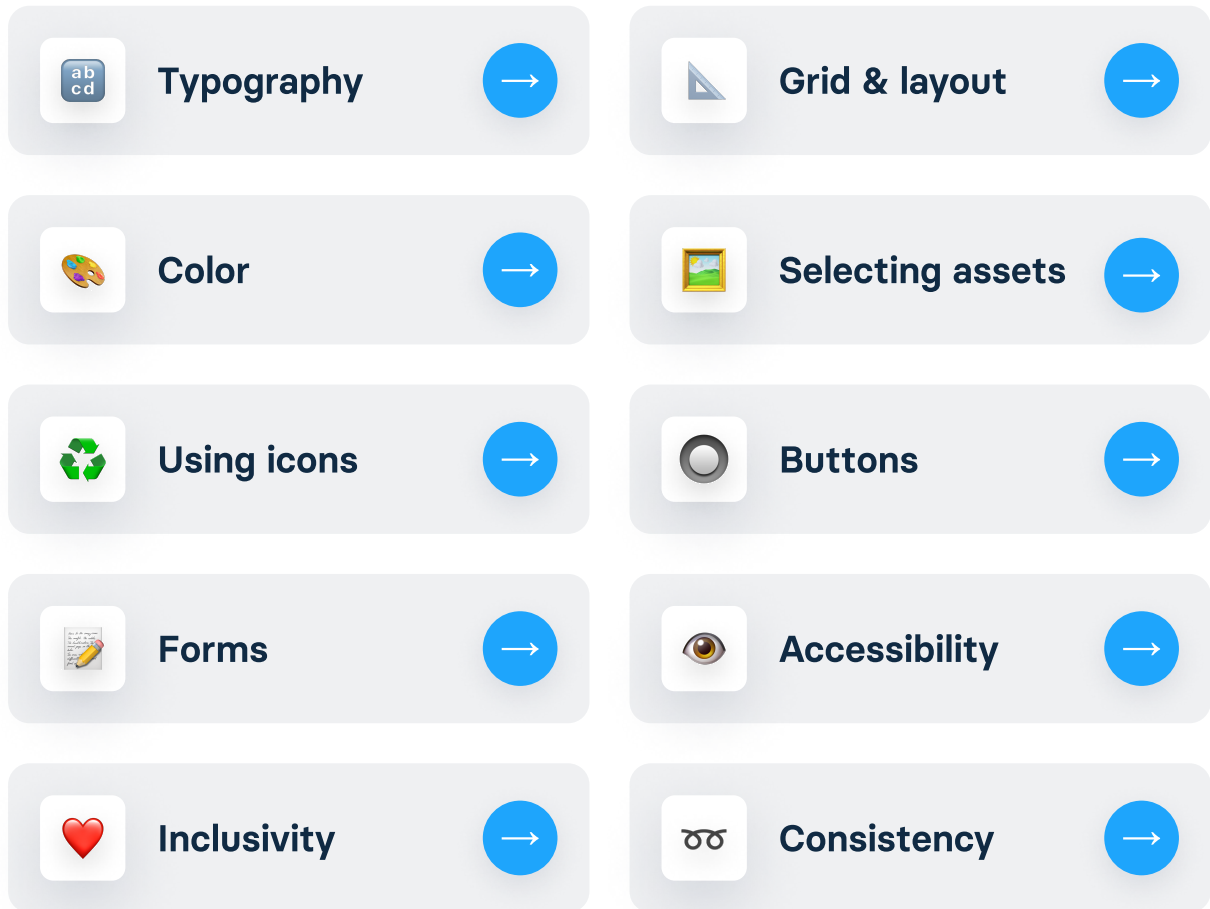 ab
cd
Typography
Grid & layout
Color
Selecting assets
Using icons
Buttons
Forms
Accessibility
Inclusivity
Consistency